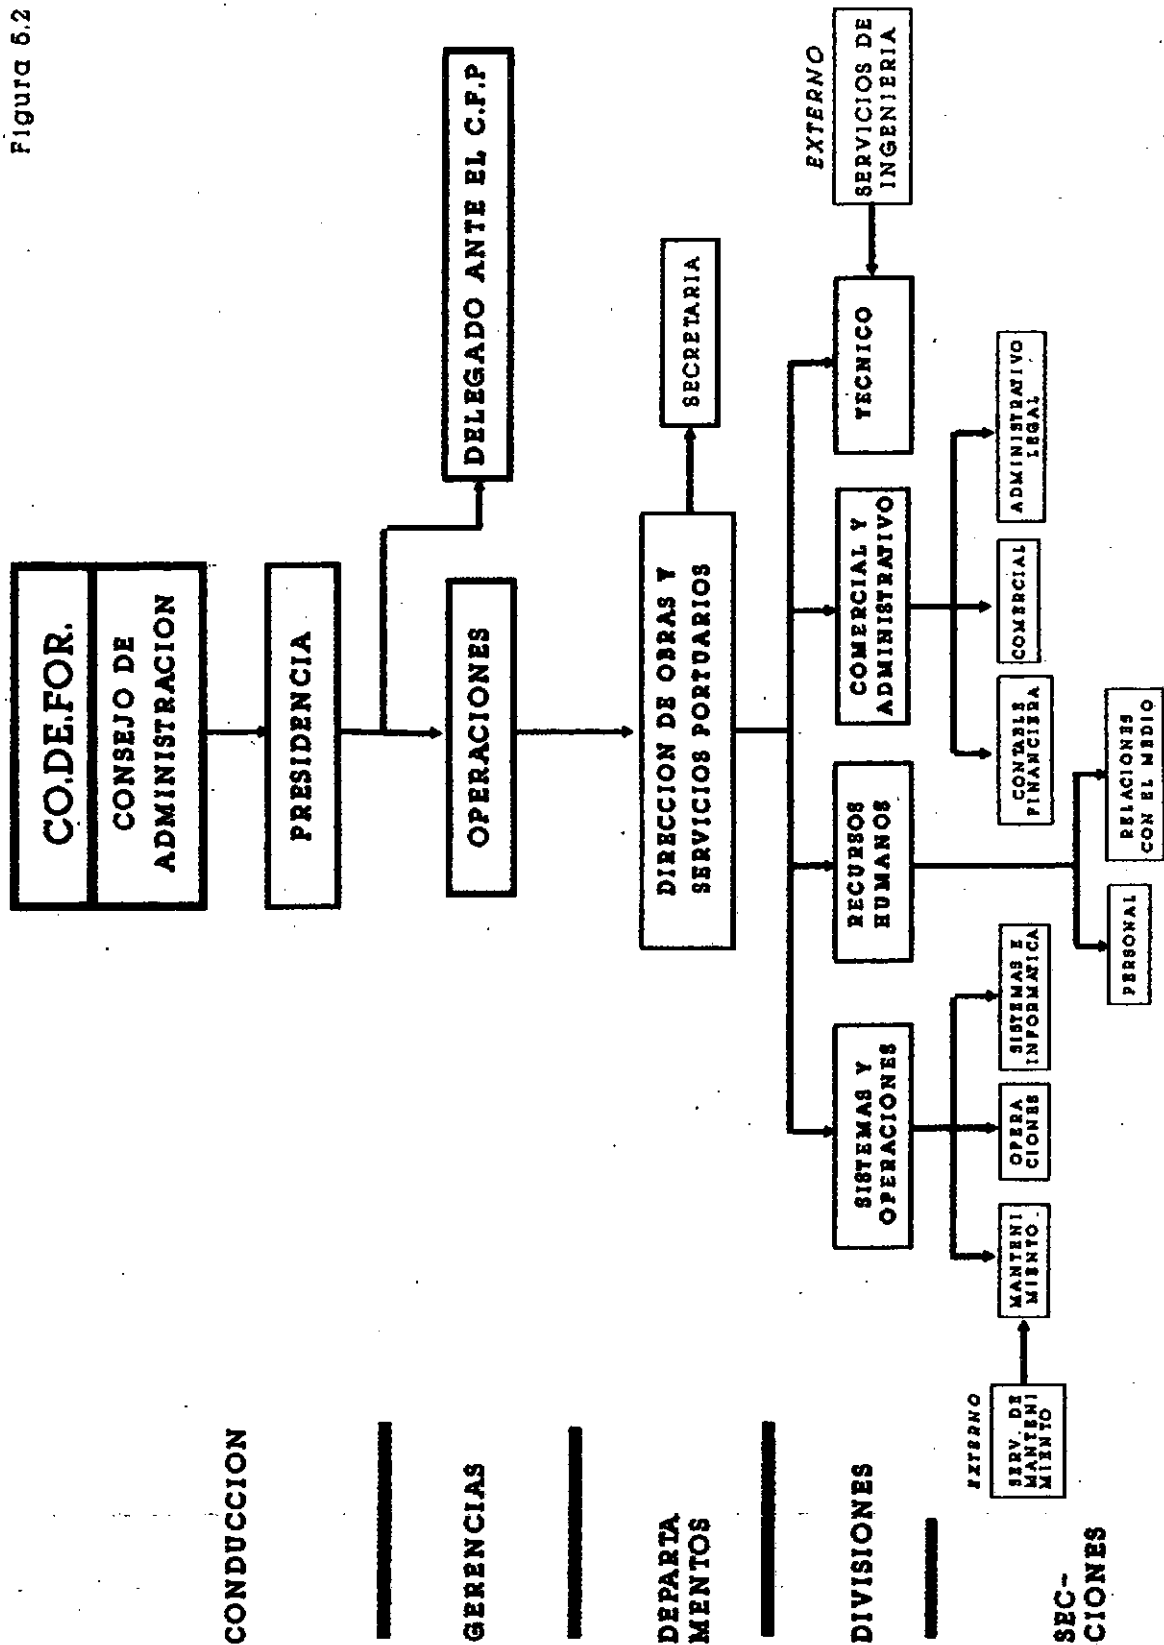 Figura 5.2
CO.DE.FOR.
CONSEJO DE
ADMINISTRACION
CONDUCCION
PRESIDENCIA
GERENCIAS
OPERACIONES
DELEGADO ANTE EL C.F.P
DEPARTA
MENTOS
DIRECCION DE OBRAS Y
SERVICIOS PORTUARIOS
SECRETARIA
DIVISIONES
SISTEMAS Y
OPERACIONES
RECURSOS
HUMANOS
COMERCIAL Y
ADMINISTRATIVO
TECNICO
EXTERNO
SERVICIOS DE
INGENIERIA
SEC-
CIONES
EXTERNO
SERV. DE
MANTENI
MIENTO
MANTENI
MIENTO.
OPERA
CIONES
SISTEMAS E
INFORMATICA
CONTABLE
FINANCIERA
COMERCIAL
ADMINISTRATIVO
LEGAL
PERSONAL
RELACIONES
CON EL MEDIO